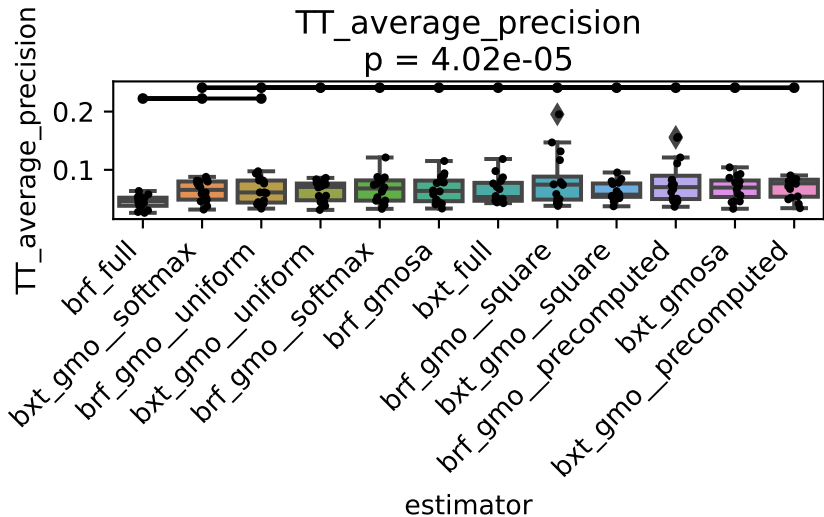 TT_average_precision
p = 4.02e-05
TT_average_precision
0.2
0.1
brf_full
bxt_gmo__softmax
brf_gmo__uniform
bxt_gmo__uniform
brf_gmo__softmax
brf_gmosa
bxt_full
brf_gmo__square
bxt_gmo__square
brf_gmo__precomputed
bxt_gmosa
bxt_gmo__precomputed
estimator